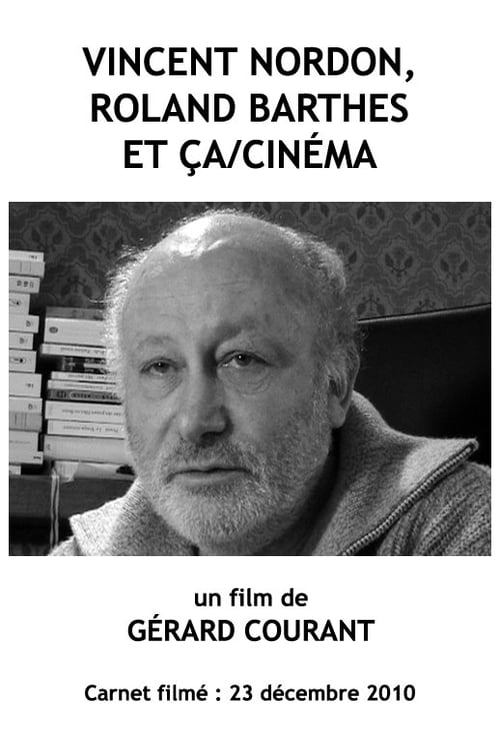 VINCENT NORDON,
ROLAND BARTHES
ET ÇA/CINÉMA
un film de
GÉRARD COURANT
Carnet filmé : 23 décembre 2010